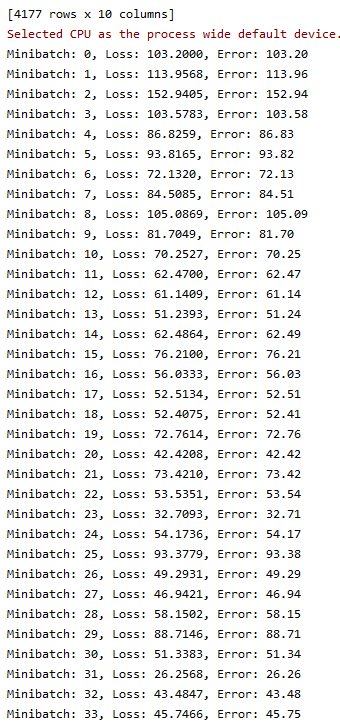 [4177 rows x 10 columns]
Selected CPU as the process wide default device.
Minibatch: 0, Loss: 103.2000, Error: 103.20
Minibatch: 1, Loss: 113.9568, Error: 113.96
Minibatch: 2, Loss: 152.9405, Error: 152.94
Minibatch: 3, Loss: 103.5783, Error: 103.58
Minibatch: 4, Loss: 86.8259, Error: 86.83
Minibatch: 5, Loss: 93.8165, Error: 93.82
Minibatch: 6, Loss: 72.1320, Error: 72.13
Minibatch: 7, Loss: 84.5085, Error: 84.51
Minibatch: 8, Loss: 105.0869, Error: 105.09
Minibatch: 9, Loss: 81.7049, Error: 81.70
Minibatch: 10, Loss: 70.2527, Error: 70.25
Minibatch: 11, Loss: 62.4700, Error: 62.47
Minibatch: 12, Loss: 61.1409, Error: 61.14
Minibatch: 13, Loss: 51.2393, Error: 51.24
Minibatch: 14, Loss: 62.4864, Error: 62.49
Minibatch: 15, Loss: 76.2100, Error: 76.21
Minibatch: 16, Loss: 56.0333, Error: 56.03
Minibatch: 17, Loss: 52.5134, Error: 52.51
Minibatch: 18, Loss: 52.4075, Error: 52.41
Minibatch: 19, Loss: 72.7614, Error: 72.76
Minibatch: 20, Loss: 42.4208, Error: 42.42
Minibatch: 21, Loss: 73.4210, Error: 73.42
Minibatch: 22, Loss: 53.5351, Error: 53.54
Minibatch: 23, Loss: 32.7093, Error: 32.71
Minibatch: 24, Loss: 54.1736, Error: 54.17
Minibatch: 25, Loss: 93.3779, Error: 93.38
Minibatch: 26, Loss: 49.2931, Error: 49.29
Minibatch: 27, Loss: 46.9421, Error: 46.94
Minibatch: 28, Loss: 58.1502, Error: 58.15
Minibatch: 29, Loss: 88.7146, Error: 88.71
Minibatch: 30, Loss: 51.3383, Error: 51.34
Minibatch: 31, Loss: 26.2568, Error: 26.26
Minibatch: 32, Loss: 43.4847, Error: 43.48
Minibatch: 33, Loss: 45.7466, Error: 45.75